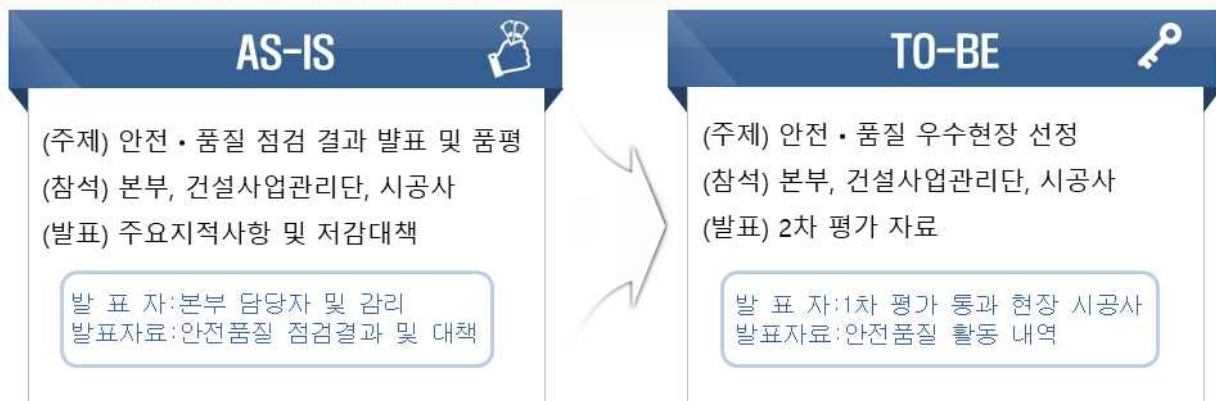 AS-IS
(주제) 안전・품질 점검 결과 발표 및 품평
(참석) 본부, 건설사업관리단, 시공사
(발표) 주요지적사항 및 저감대책
발 표 자:본부 담당자 및 감리
발표자료:안전품질 점검결과 및 대책
TO-BE
(주제) 안전・품질 우수현장 선정
(참석) 본부, 건설사업관리단, 시공사
(발표) 2차 평가 자료
발 표 자:1차 평가 통과 현장 시공사
발표자료:안전품질 활동 내역